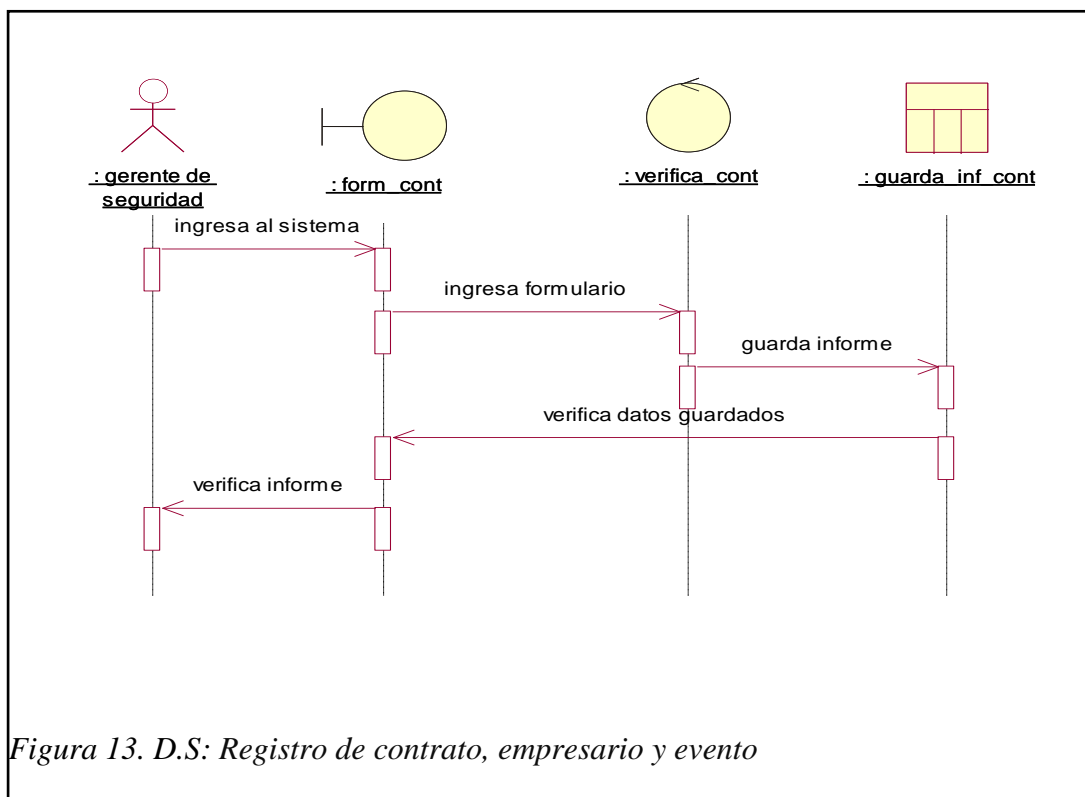 : gerente de
seguridad
: form_cont
: verifica_cont
: guarda_inf_cont
ingresa al sistema
ingresa formulario
guarda informe
verifica datos guardados
verifica informe
Figura 13. D.S: Registro de contrato, empresario y evento